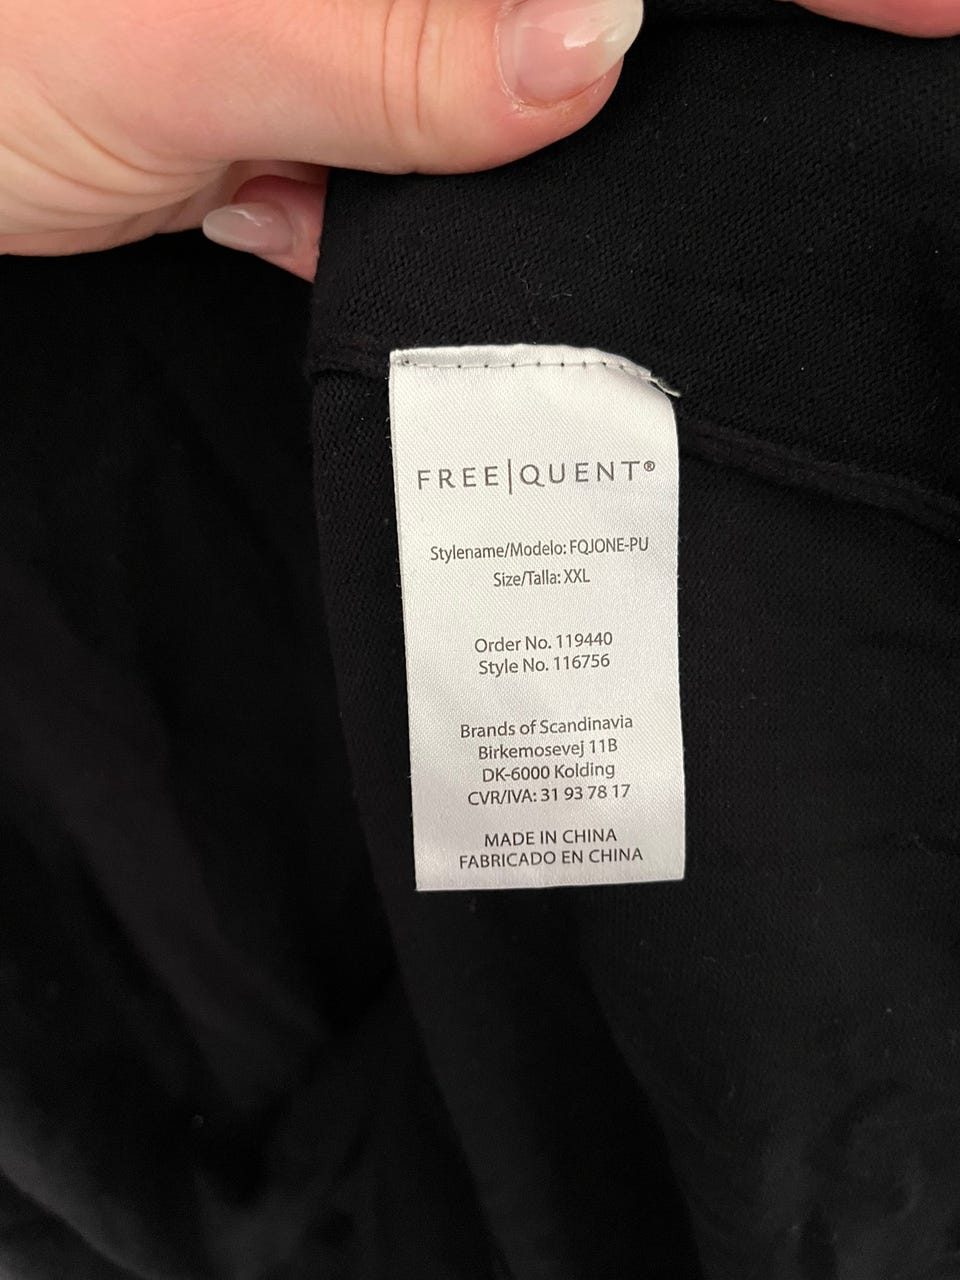 FREE|QUENT®
Stylename/Modelo: FQJONE-PU
Size/Talla: XXL
Order No. 119440
Style No. 116756
Brands of Scandinavia
Birkemosevej 11B
DK-6000 Kolding
CVR/IVA: 31 93 78 17
MADE IN CHINA
FABRICADO EN CHINA